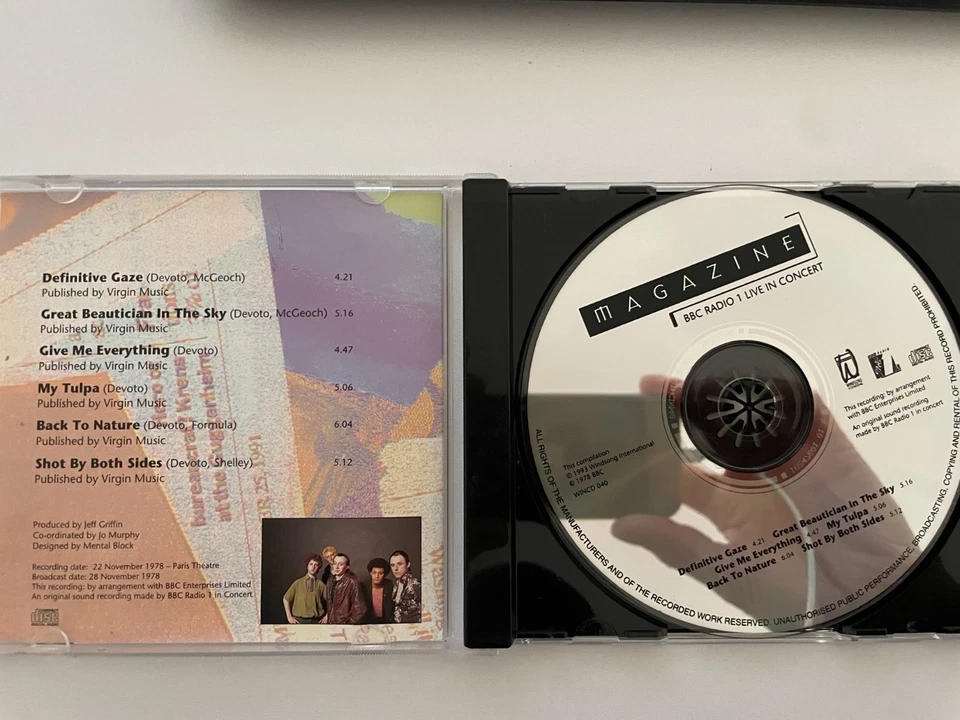 Definitive Gaze (Devoto, McGeoch) 4.21
Published by Virgin Music
Great Beautician In The Sky (Devoto, McGeoch) 5.16
Published by Virgin Music
Give Me Everything (Devoto) 4.47
Published by Virgin Music
My Tulpa (Devoto) 5.06
Published by Virgin Music
Back To Nature (Devoto, Formula) 6.04
Published by Virgin Music
Shot By Both Sides (Devoto, Shelley) 5.12
Published by Virgin Music
Produced by Jeff Griffin
Co-ordinated by Jo Murphy
Designed by Mental Block
Recording date: 22 November 1978 – Paris Theatre
Broadcast date: 28 November 1978
This recording: by arrangement with BBC Enterprises Limited
An original sound recording made by BBC Radio 1 in Concert
disc
MAGAZINE
BBC RADIO 1 LIVE IN CONCERT
disc
This recording: by arrangement
with BBC Enterprises Limited
An original sound recording
made by BBC Radio 1 in concert
This compilation
© 1993 Windsong International
℗ 1978 BBC
WINCD 040
Definitive Gaze 4.21 Great Beautician In The Sky 5.16
Give Me Everything 4.47 My Tulpa 5.06
Back To Nature 6.04 Shot By Both Sides 5.12
ALL RIGHTS OF THE MANUFACTURERS AND OF THE RECORDED WORK RESERVED. UNAUTHORISED PUBLIC PERFORMANCE, BROADCASTING, COPYING AND RENTAL OF THIS RECORD PROHIBITED.